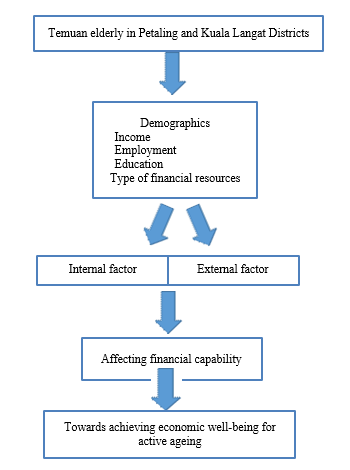 Temuan elderly in Petaling and Kuala Langat Districts
Demographics
Income
Employment
Education
Type of financial resources
Internal factor
External factor
Affecting financial capability
Towards achieving economic well-being for
active ageing